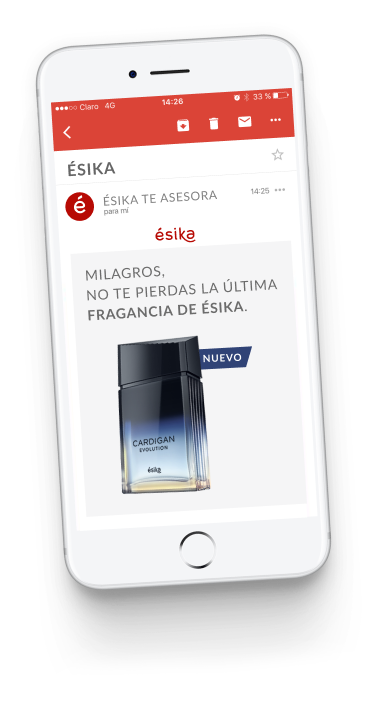 Claro 4G 14:26 33 %
ÉSIKA
é ÉSIKA TE ASESORA 14:25
para mí
ésika
MILAGROS,
NO TE PIERDAS LA ÚLTIMA
FRAGANCIA DE ÉSIKA.
NUEVO
CARDIGAN
EVOLUTION
ésika